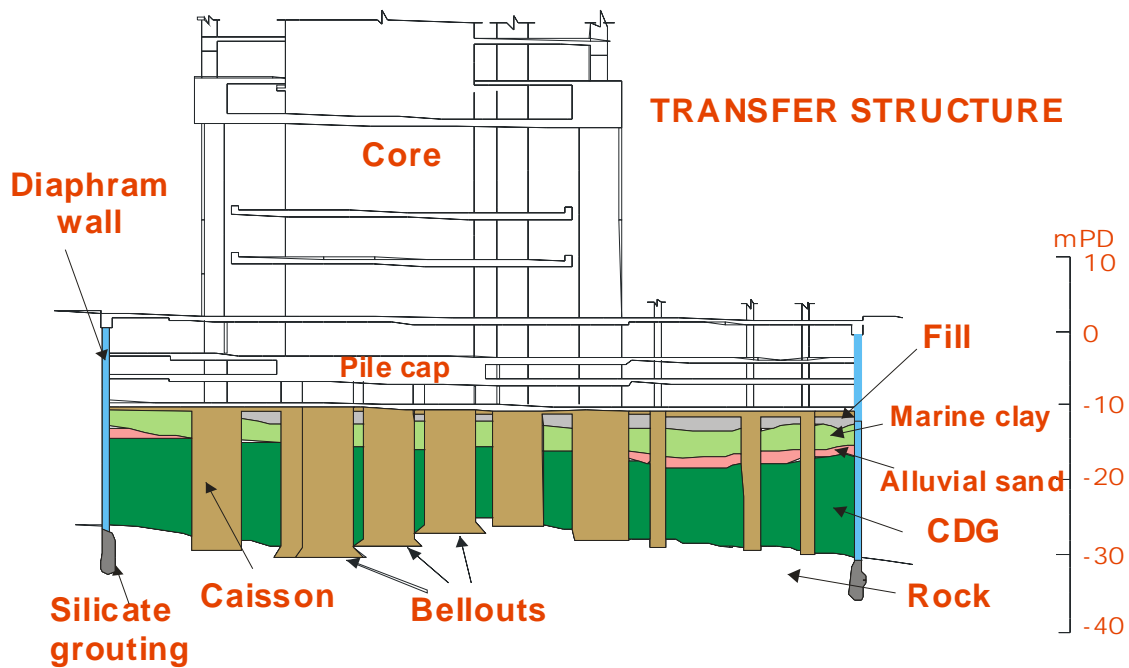 TRANSFER STRUCTURE
Core
Diaphram
wall
mPD
10
0
Fill
Pile cap
-10
Marine clay
Alluvial sand
-20
CDG
-30
Caisson
Bellouts
Rock
Silicate
grouting
-40